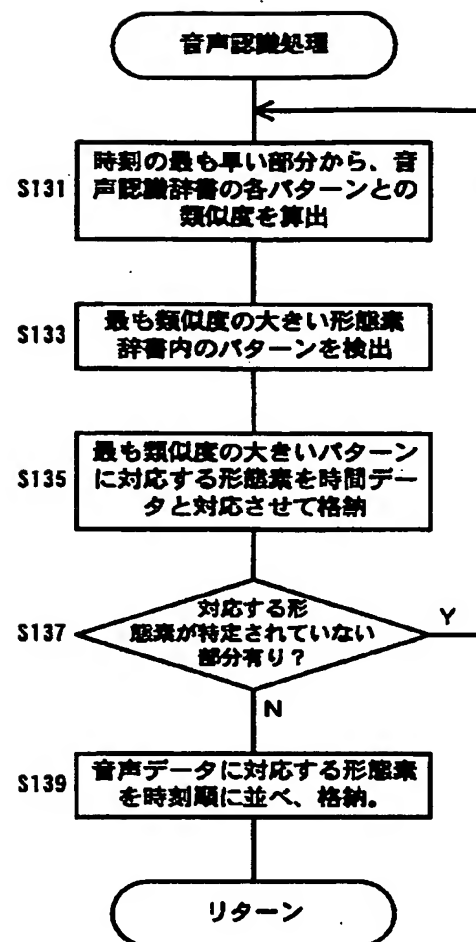 音声認識処理
S131
時刻の最も早い部分から、音
声認識辞書の各パターンとの
類似度を算出
S133
最も類似度の大きい形態素
辞書内のパターンを検出
S135
最も類似度の大きいパターン
に対応する形態素を時間デー
タと対応させて格納
S137
対応する形
態素が特定されていない
部分有り？
Y
N
S139
音声データに対応する形態素
を時刻順に並べ、格納。
リターン